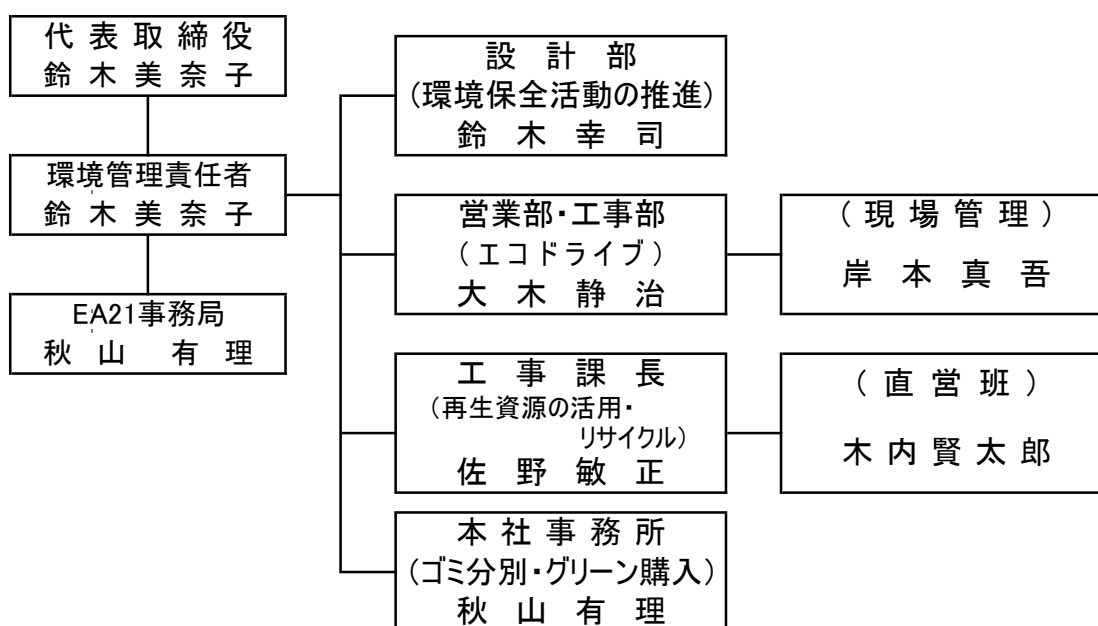 代表取締役
鈴木美奈子
環境管理責任者
鈴木美奈子
EA21事務局
秋山 有理
設計部
(環境保全活動の推進)
鈴木幸司
営業部・工事部
(エコドライブ)
大木静治
(現場管理)
岸本真吾
工事課長
(再生資源の活用・
リサイクル)
佐野敏正
(直営班)
木内賢太郎
本社事務所
(ゴミ分別・グリーン購入)
秋山有理